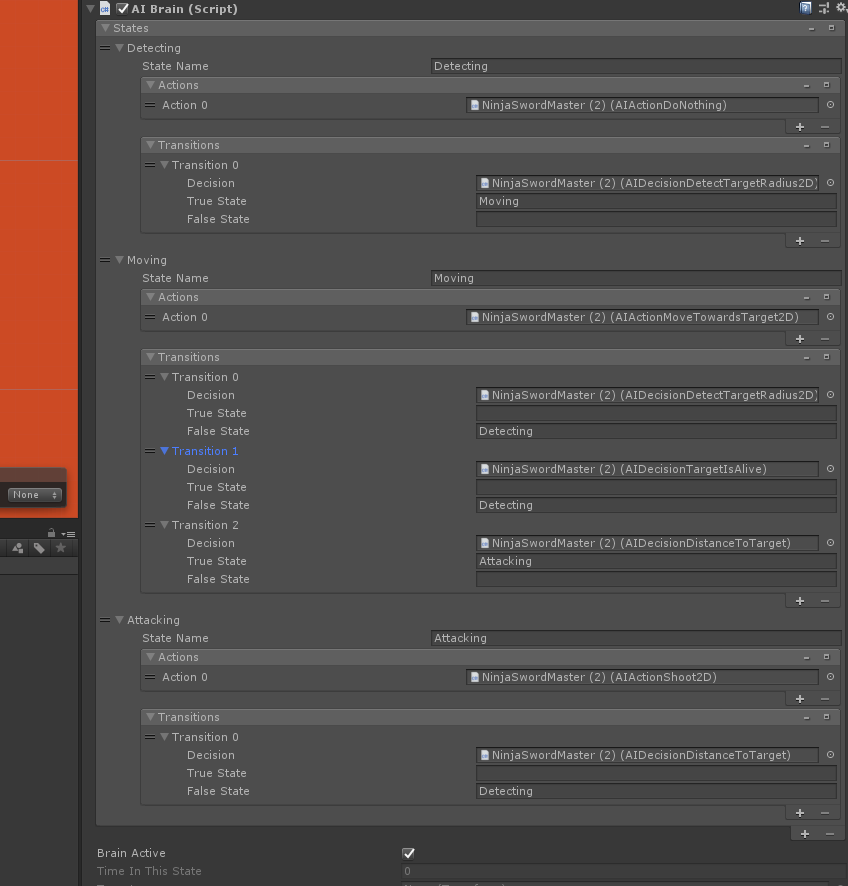 AI Brain (Script)
States
Detecting
State Name Detecting
Actions
Action 0 NinjaSwordMaster (2) (AIActionDoNothing)
Transitions
Transition 0
Decision NinjaSwordMaster (2) (AIDecisionDetectTargetRadius2D)
True State Moving
False State
Moving
State Name Moving
Actions
Action 0 NinjaSwordMaster (2) (AIActionMoveTowardsTarget2D)
Transitions
Transition 0
Decision NinjaSwordMaster (2) (AIDecisionDetectTargetRadius2D)
True State
False State Detecting
Transition 1
Decision NinjaSwordMaster (2) (AIDecisionTargetIsAlive)
True State
False State Detecting
None
Transition 2
Decision NinjaSwordMaster (2) (AIDecisionDistanceToTarget)
True State Attacking
False State
Attacking
State Name Attacking
Actions
Action 0 NinjaSwordMaster (2) (AIActionShoot2D)
Transitions
Transition 0
Decision NinjaSwordMaster (2) (AIDecisionDistanceToTarget)
True State
False State Detecting
Brain Active
Time In This State 0